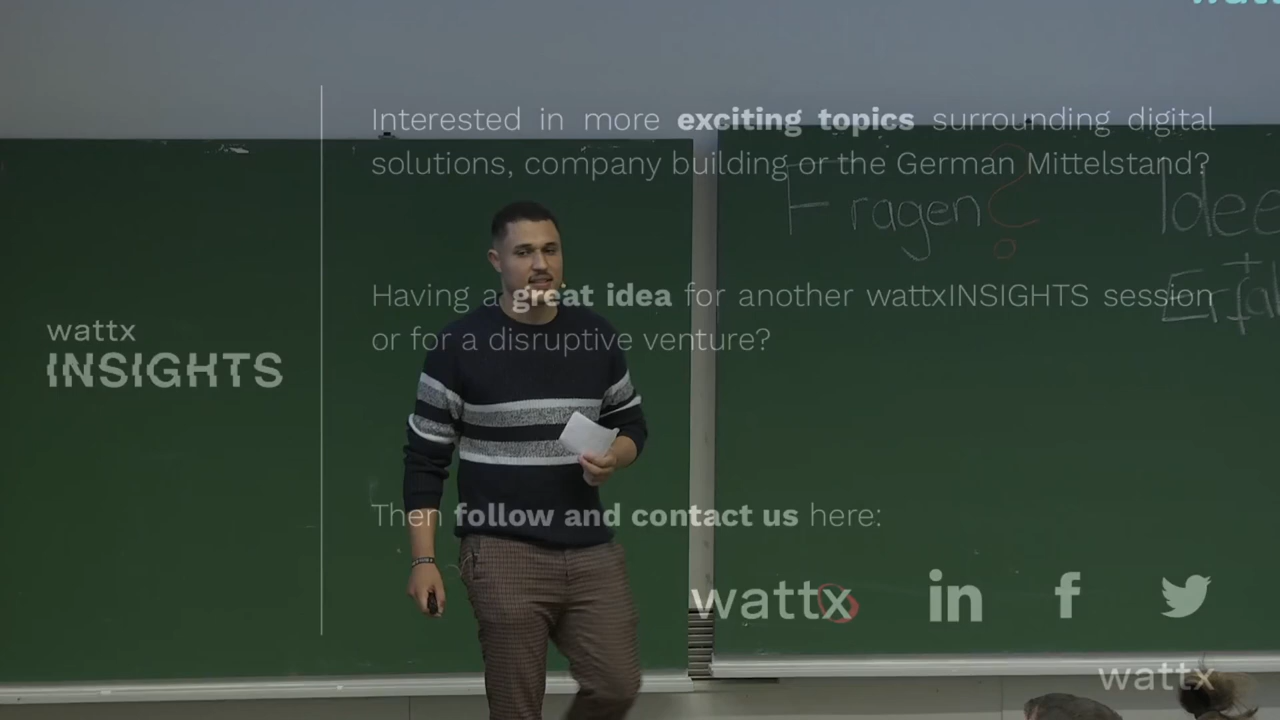 Interested in more exciting topics surrounding digital
solutions, company building or the German Mittelstand?
Fragen?
Having a great idea for another wattxINSIGHTS session
or for a disruptive venture?
wattx
INSIGHTS
Then follow and contact us here:
wattx in f
wattx